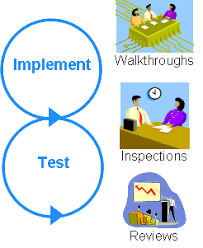 Implement
Walkthroughs
Test
Inspections
Reviews